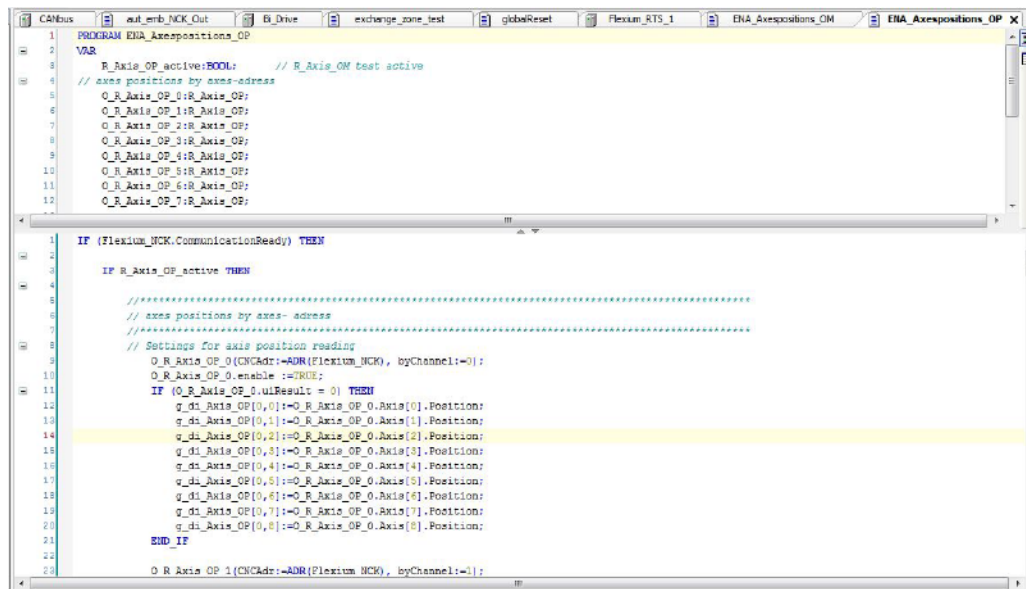 CANbus aut_emb_NCK_Out Bi_Drive exchange_zone_test globalReset Flexium_RTS_1 ENA_Axespositions_OM ENA_Axespositions_OP X
1 PROGRAM ENA_Axespositions_OP
2 VAR
3 R_Axis_OP_active:BOOL; // R_Axis_OM test active
4 // axes positions by axes-adress
5 O_R_Axis_OP_0:R_Axis_OP;
6 O_R_Axis_OP_1:R_Axis_OP;
7 O_R_Axis_OP_2:R_Axis_OP;
8 O_R_Axis_OP_3:R_Axis_OP;
9 O_R_Axis_OP_4:R_Axis_OP;
10 O_R_Axis_OP_5:R_Axis_OP;
11 O_R_Axis_OP_6:R_Axis_OP;
12 O_R_Axis_OP_7:R_Axis_OP;
1 IF (Flexium_NCK.CommunicationReady) THEN
2
3 IF R_Axis_OP_active THEN
4
5 //****************************************************************************************************
6 // axes positions by axes- adress
7 //****************************************************************************************************
8 // Settings for axis position reading
9 O_R_Axis_OP_0(CNCAdr:=ADR(Flexium_NCK), byChannel:=0);
10 O_R_Axis_OP_0.enable :=TRUE;
11 IF (O_R_Axis_OP_0.uiResult = 0) THEN
12 g_di_Axis_OP[0,0]:=O_R_Axis_OP_0.Axis[0].Position;
13 g_di_Axis_OP[0,1]:=O_R_Axis_OP_0.Axis[1].Position;
14 g_di_Axis_OP[0,2]:=O_R_Axis_OP_0.Axis[2].Position;
15 g_di_Axis_OP[0,3]:=O_R_Axis_OP_0.Axis[3].Position;
16 g_di_Axis_OP[0,4]:=O_R_Axis_OP_0.Axis[4].Position;
17 g_di_Axis_OP[0,5]:=O_R_Axis_OP_0.Axis[5].Position;
18 g_di_Axis_OP[0,6]:=O_R_Axis_OP_0.Axis[6].Position;
19 g_di_Axis_OP[0,7]:=O_R_Axis_OP_0.Axis[7].Position;
20 g_di_Axis_OP[0,8]:=O_R_Axis_OP_0.Axis[8].Position;
21 END_IF
22
23 O_R_Axis_OP_1(CNCAdr:=ADR(Flexium_NCK), byChannel:=1);